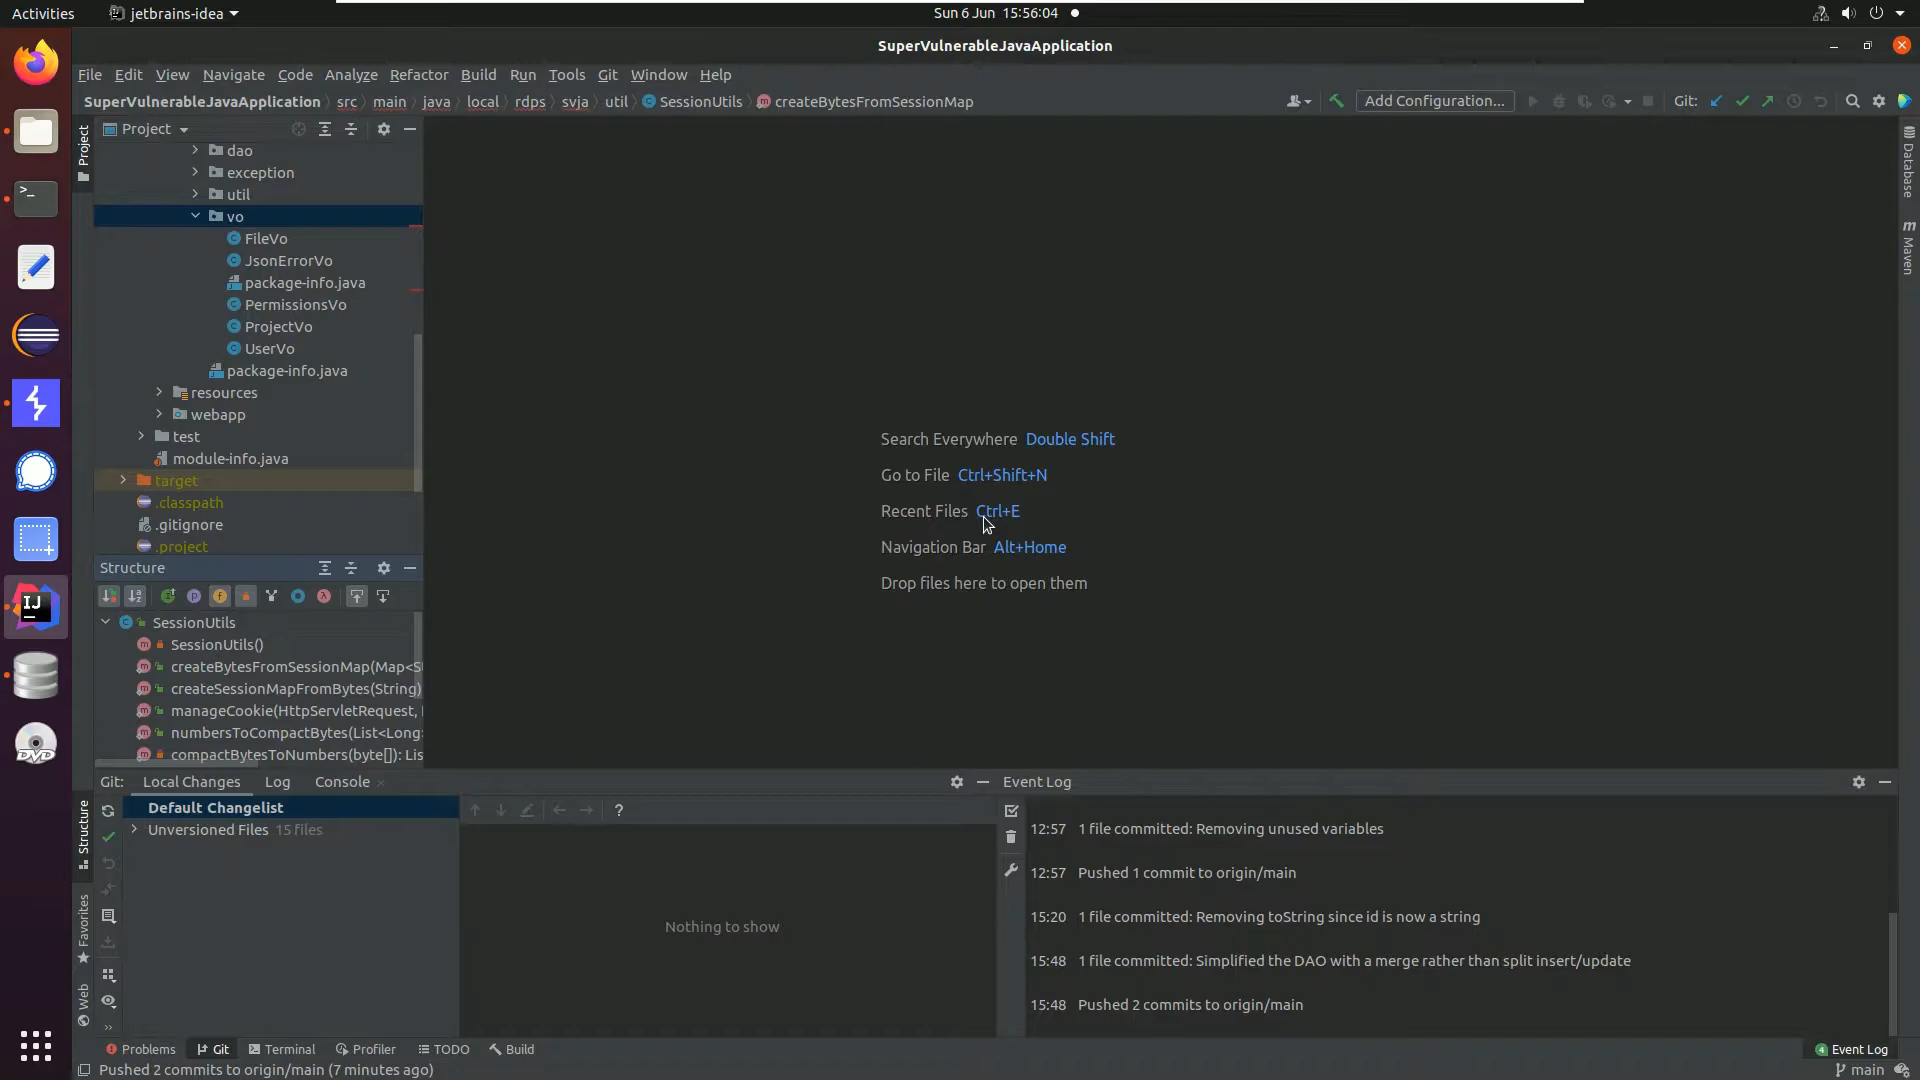 Activities
jetbrains-idea
Sun 6 Jun 15:56:04
SuperVulnerableJavaApplication
File Edit View Navigate Code Analyze Refactor Build Run Tools Git Window Help
SuperVulnerableJavaApplication src main java local rdps svja util SessionUtils createBytesFromSessionMap
Add Configuration...
Git:
Project
Project
dao
exception
util
vo
FileVo
JsonErrorVo
package-info.java
PermissionsVo
ProjectVo
UserVo
package-info.java
resources
webapp
test
module-info.java
target
.classpath
.gitignore
.project
Structure
SessionUtils
SessionUtils()
createBytesFromSessionMap(Map<S
createSessionMapFromBytes(String)
manageCookie(HttpServletRequest,
numbersToCompactBytes(List<Long
compactBytesToNumbers(byte[]): Lis
Search Everywhere Double Shift
Go to File Ctrl+Shift+N
Recent Files Ctrl+E
Navigation Bar Alt+Home
Drop files here to open them
Database
m Maven
Git: Local Changes Log Console
Default Changelist
Unversioned Files 15 files
?
Nothing to show
Event Log
12:57 1 file committed: Removing unused variables
12:57 Pushed 1 commit to origin/main
15:20 1 file committed: Removing toString since id is now a string
15:48 1 file committed: Simplified the DAO with a merge rather than split insert/update
15:48 Pushed 2 commits to origin/main
Structure
Favorites
Web
Problems Git Terminal Profiler TODO Build
4 Event Log
Pushed 2 commits to origin/main (7 minutes ago)
main
IJ
DVD